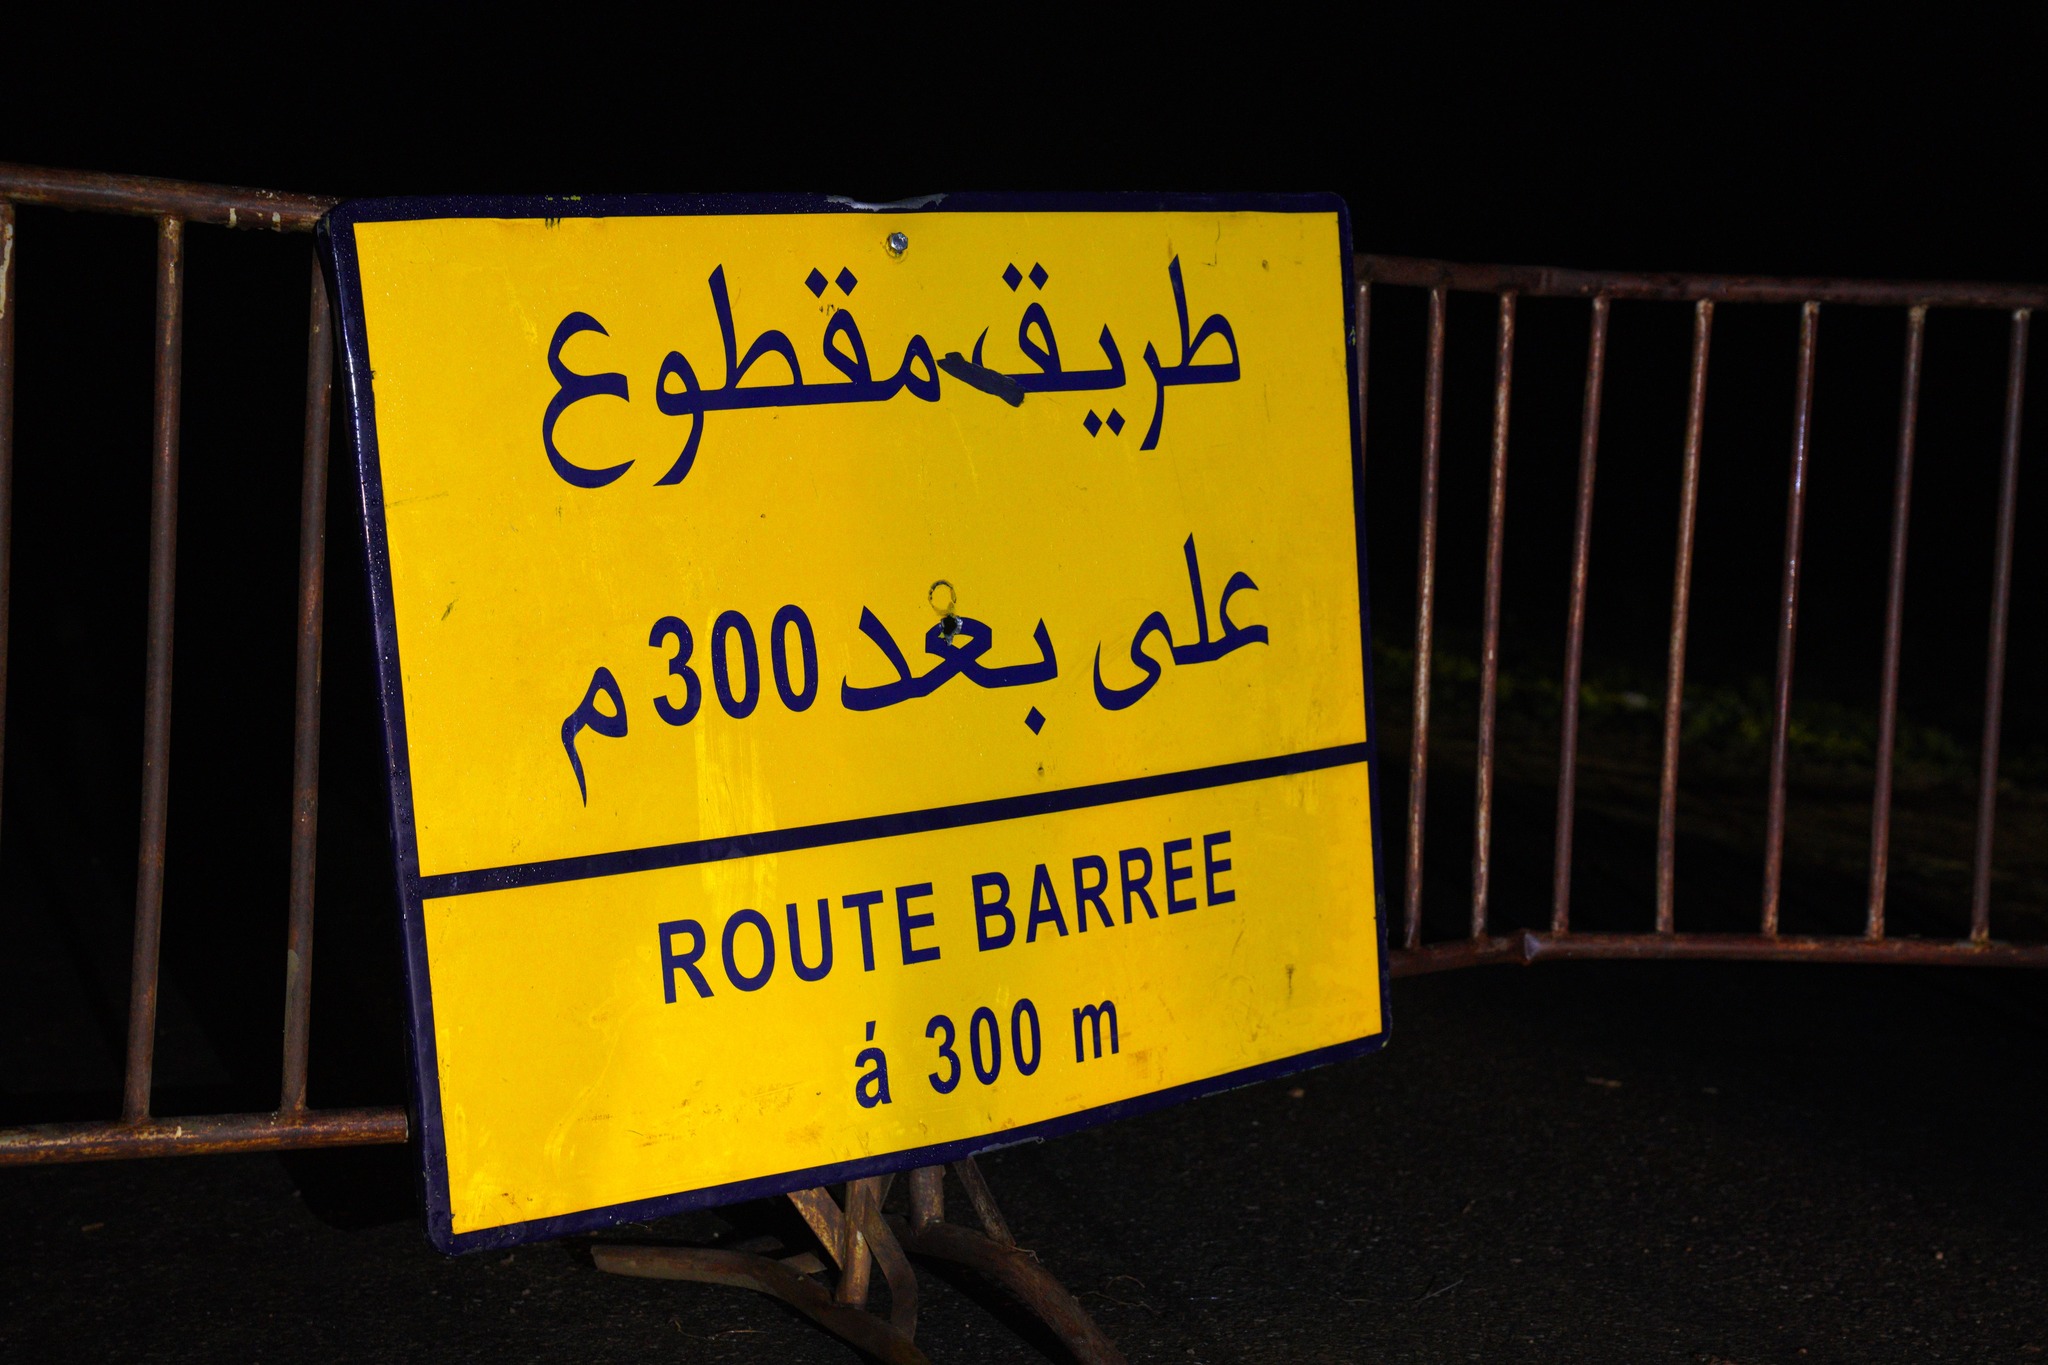 طريق مقطوع
على بعد 300 م
ROUTE BARREE
á 300 m